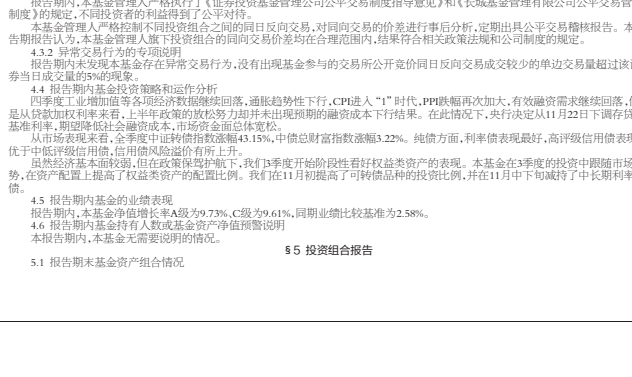 报告期内,本基金管理人严格执行了《证券投资基金管理公司公平交易制度指导意见》和《长城基金管理有限公司公平交易管
制度》的规定,不同投资者的利益得到了公平对待。
本基金管理人严格控制不同投资组合之间的同日反向交易,对同向交易的价差进行事后分析,定期出具公平交易稽核报告。本
告期报告认为,本基金管理人旗下投资组合的同向交易价差均在合理范围内,结果符合相关政策法规和公司制度的规定。
4.3.2 异常交易行为的专项说明
报告期内未发现本基金存在异常交易行为,没有出现基金参与的交易所公开竞价同日反向交易成交较少的单边交易量超过该证
券当日成交量的5%的现象。
4.4 报告期内基金投资策略和运作分析
四季度工业增加值等各项经济数据继续回落,通胀趋势性下行,CPI进入“1”时代,PPI跌幅再次加大,有效融资需求继续回落,但
是从贷款加权利率来看,上半年政策的放松努力却并未出现预期的融资成本下行结果。在此情况下,央行决定从11月22日下调存贷
基准利率,期望降低社会融资成本,市场资金面总体宽松。
从市场表现来看,全季度中证转债指数涨幅43.15%,中债总财富指数涨幅3.22%。纯债方面,利率债表现最好,高评级信用债表现
优于中低评级信用债,信用债风险溢价有所上升。
虽然经济基本面较弱,但在政策保驾护航下,我们3季度开始阶段性看好权益类资产的表现。本基金在3季度的投资中跟随市场
势,在资产配置上提高了权益类资产的配置比例。我们在11月初提高了可转债品种的投资比例,并在11月中下旬减持了中长期利率
债。
4.5 报告期内基金的业绩表现
报告期内,本基金净值增长率A级为9.73%,C级为9.61%,同期业绩比较基准为2.58%。
4.6 报告期内基金持有人数或基金资产净值预警说明
本报告期内,本基金无需要说明的情况。
§5 投资组合报告
5.1 报告期末基金资产组合情况